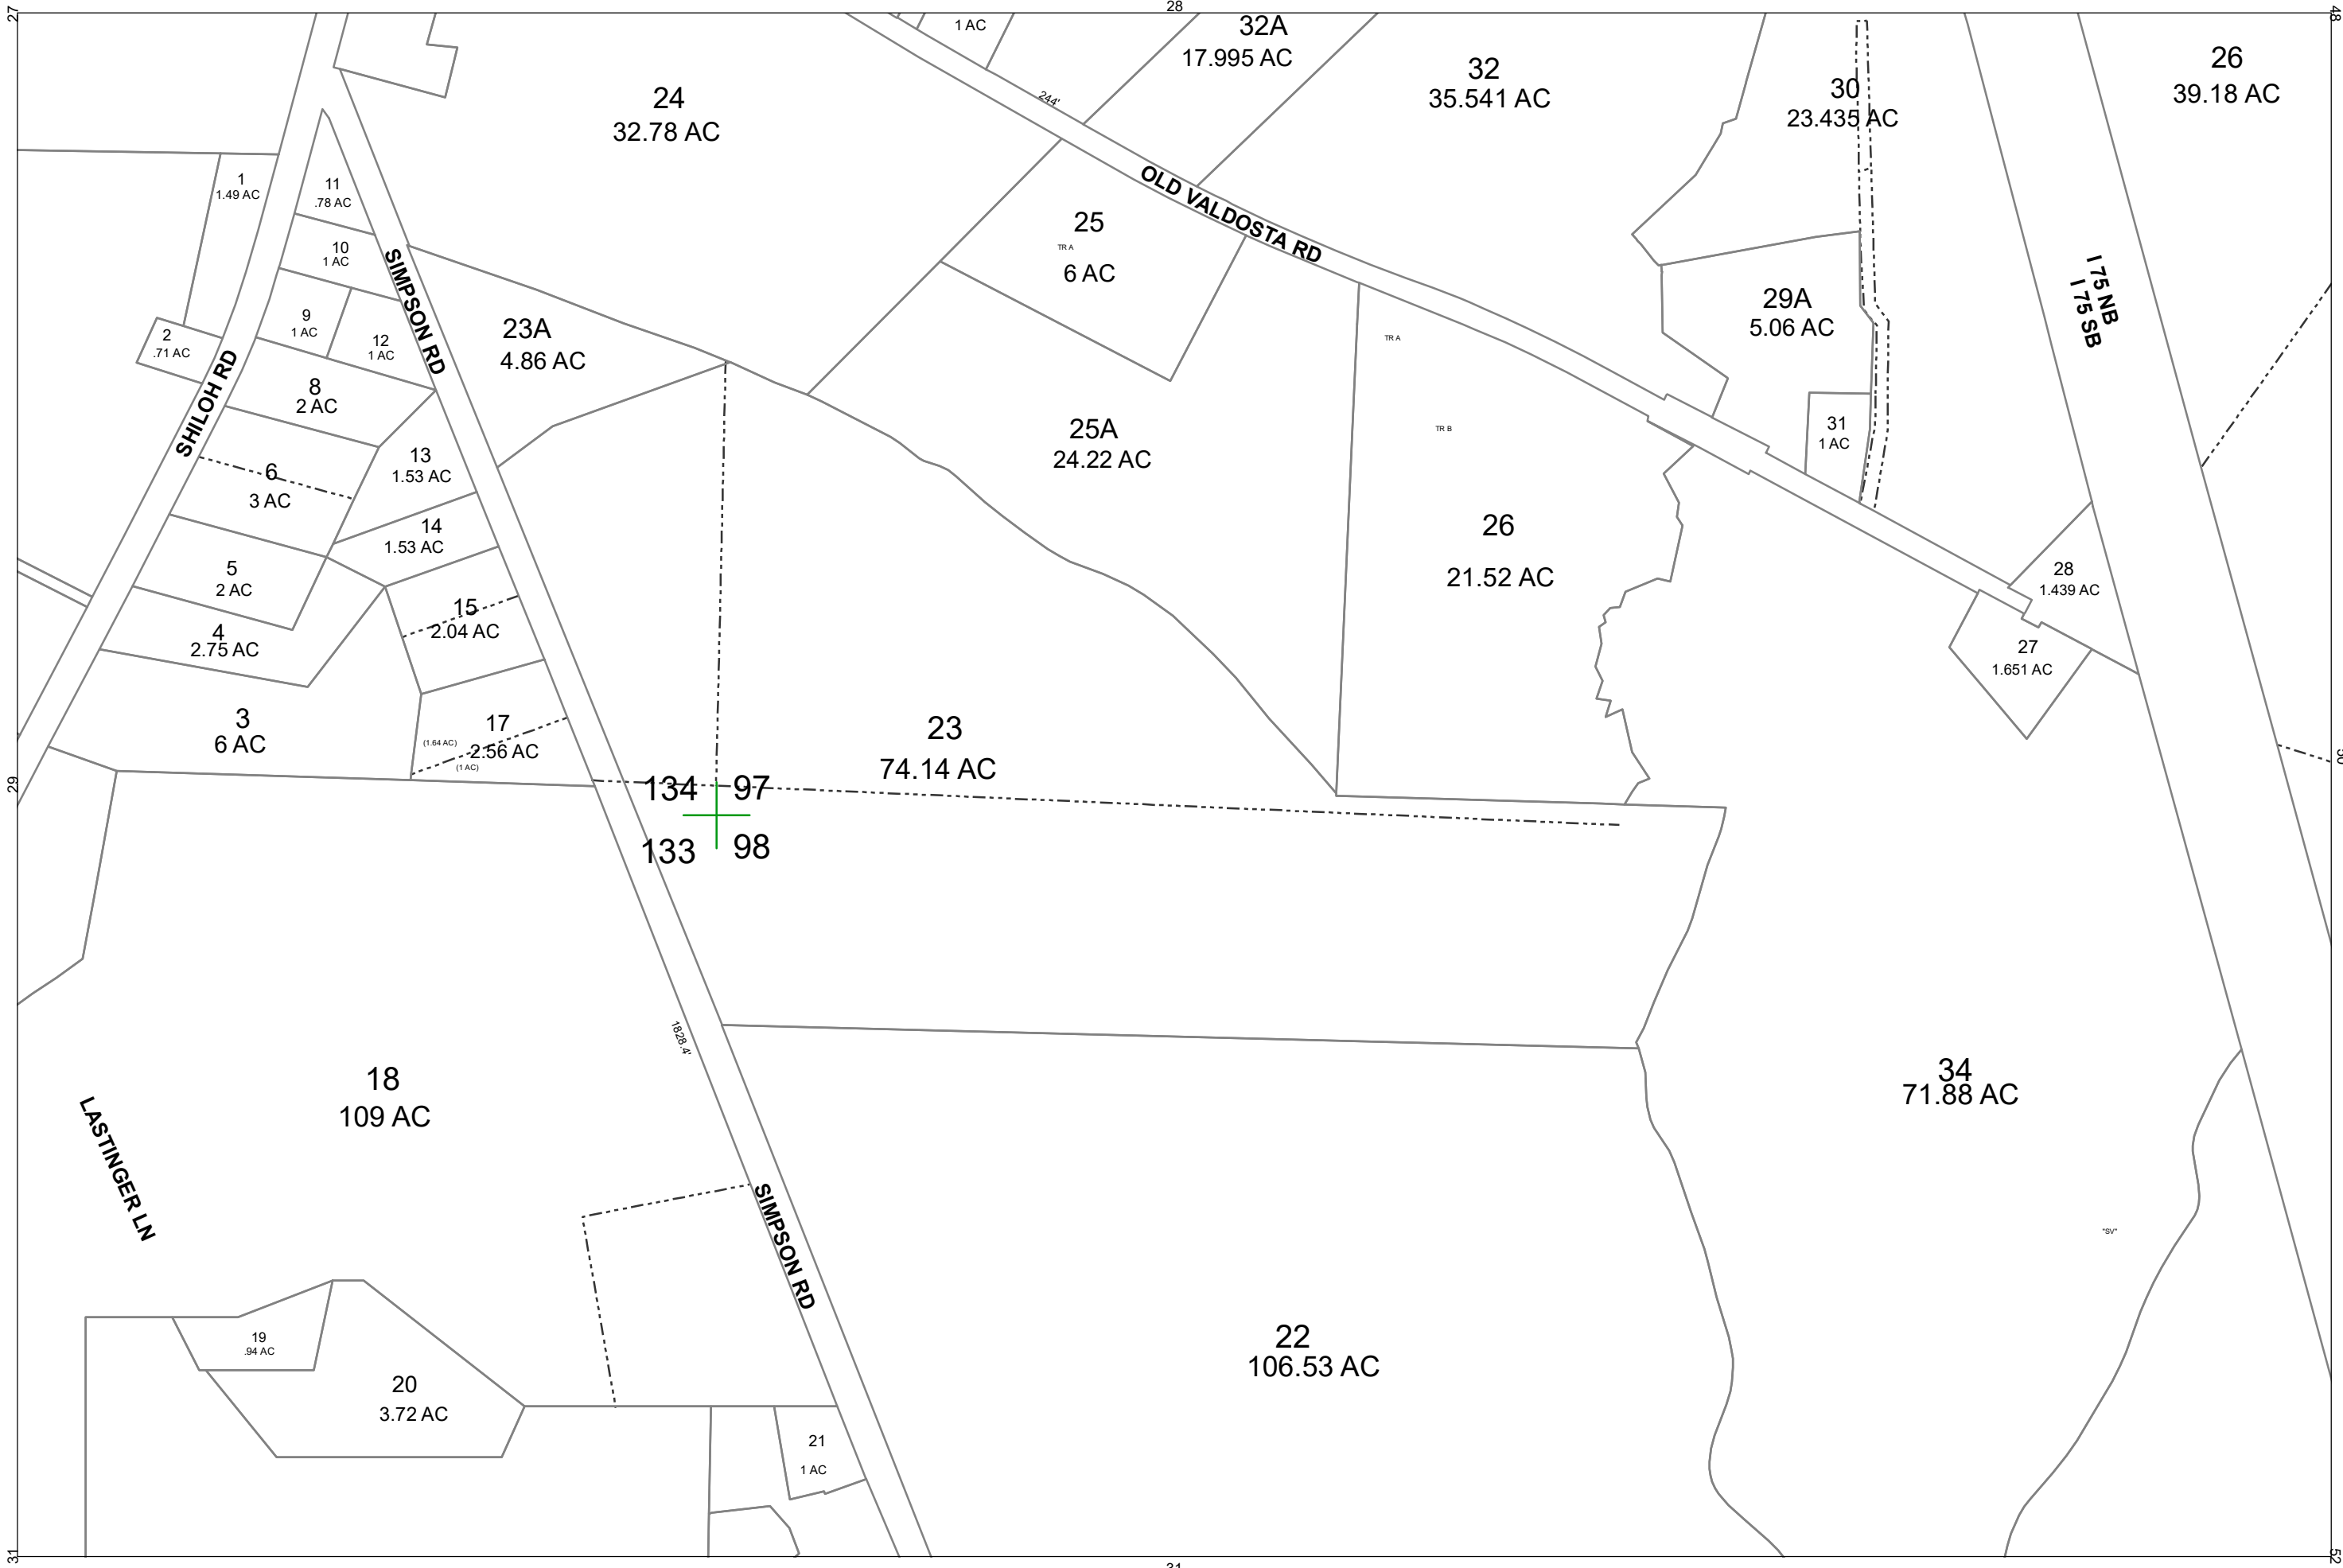 27
28
48
1 AC
32A
17.995 AC
32
35.541 AC
30
23.435 AC
26
39.18 AC
24
32.78 AC
244'
OLD VALDOSTA RD
1
1.49 AC
11
.78 AC
10
1 AC
SIMPSON RD
25
TR A
6 AC
I 75 NB
I 75 SB
2
.71 AC
9
1 AC
12
1 AC
23A
4.86 AC
TR A
29A
5.06 AC
SHILOH RD
8
2 AC
25A
24.22 AC
TR B
31
1 AC
6
3 AC
13
1.53 AC
14
1.53 AC
26
21.52 AC
5
2 AC
15
2.04 AC
28
1.439 AC
4
2.75 AC
27
1.651 AC
3
6 AC
17
(1.64 AC)
2.56 AC
(1 AC)
23
74.14 AC
29
134
97
133
98
1828.4'
18
109 AC
34
71.88 AC
LASTINGER LN
SIMPSON RD
"SV"
19
.94 AC
20
3.72 AC
22
106.53 AC
21
1 AC
31
31
52